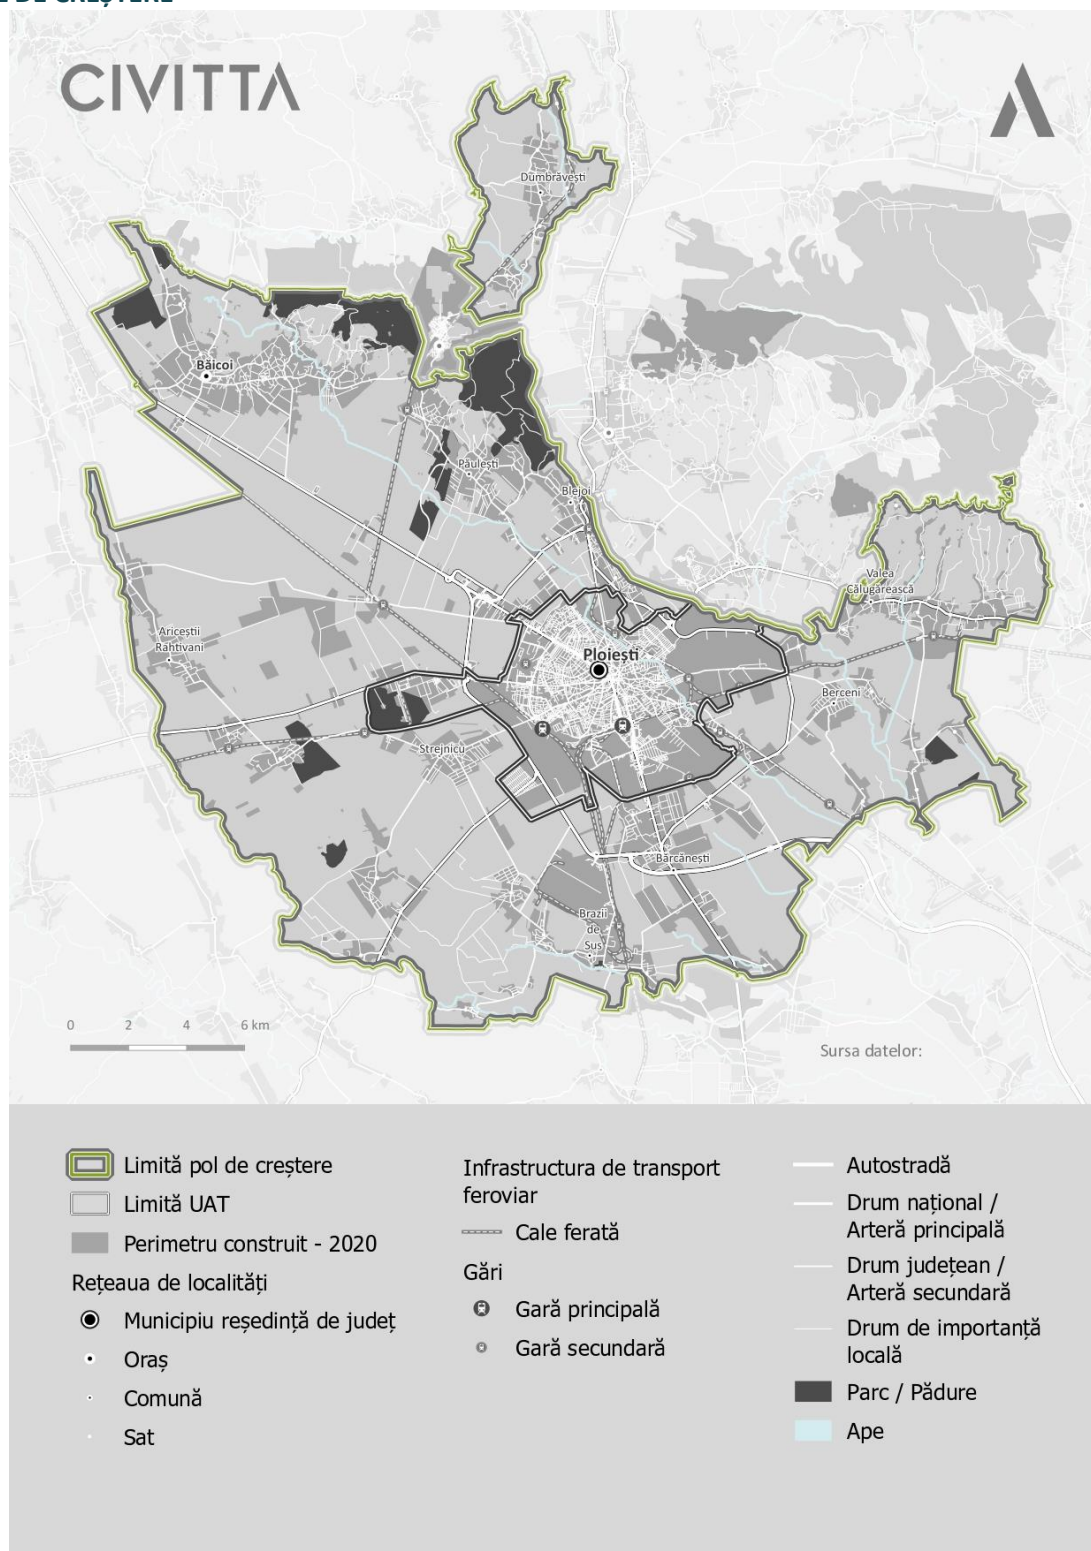 DE CREȘTERE
CIVITTA
Dumbrăvești
Băicoi
Păulești
Blejoi
Valea
Călugarească
Ariceștii
Rahtivani
Ploiești
Berceni
Strejnicu
Bărcănești
Brazii
de
Sus
0 2 4 6 km
Sursa datelor:
Limită pol de creștere
Limită UAT
Perimetru construit - 2020
Rețeaua de localități
Municipiu reședință de județ
Oraș
Comună
Sat
Infrastructura de transport
feroviar
Cale ferată
Gări
Gară principală
Gară secundară
Autostradă
Drum național /
Arteră principală
Drum județean /
Arteră secundară
Drum de importanță
locală
Parc / Pădure
Ape